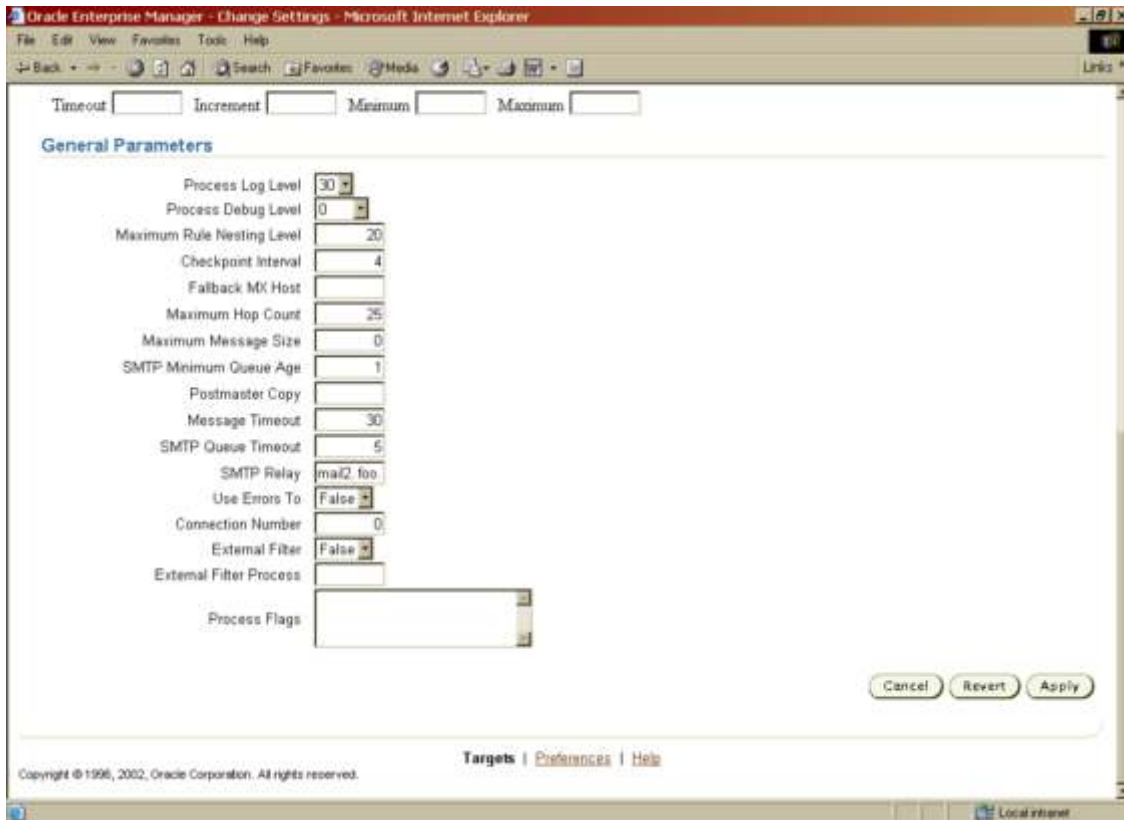 Oracle Enterprise Manager - Change Settings - Microsoft Internet Explorer
File Edit View Favorites Tools Help
Back Search Favorites Media Links
Timeout Increment Minimum Maximum
General Parameters
Process Log Level 30
Process Debug Level 0
Maximum Rule Nesting Level 20
Checkpoint Interval 4
Fallback MX Host
Maximum Hop Count 25
Maximum Message Size 0
SMTP Minimum Queue Age 1
Postmaster Copy
Message Timeout 30
SMTP Queue Timeout 5
SMTP Relay mail2.foo.
Use Errors To False
Connection Number 0
External Filter False
External Filter Process
Process Flags
Cancel Revert Apply
Targets | Preferences | Help
Copyright © 1996, 2002, Oracle Corporation. All rights reserved.
Local intranet